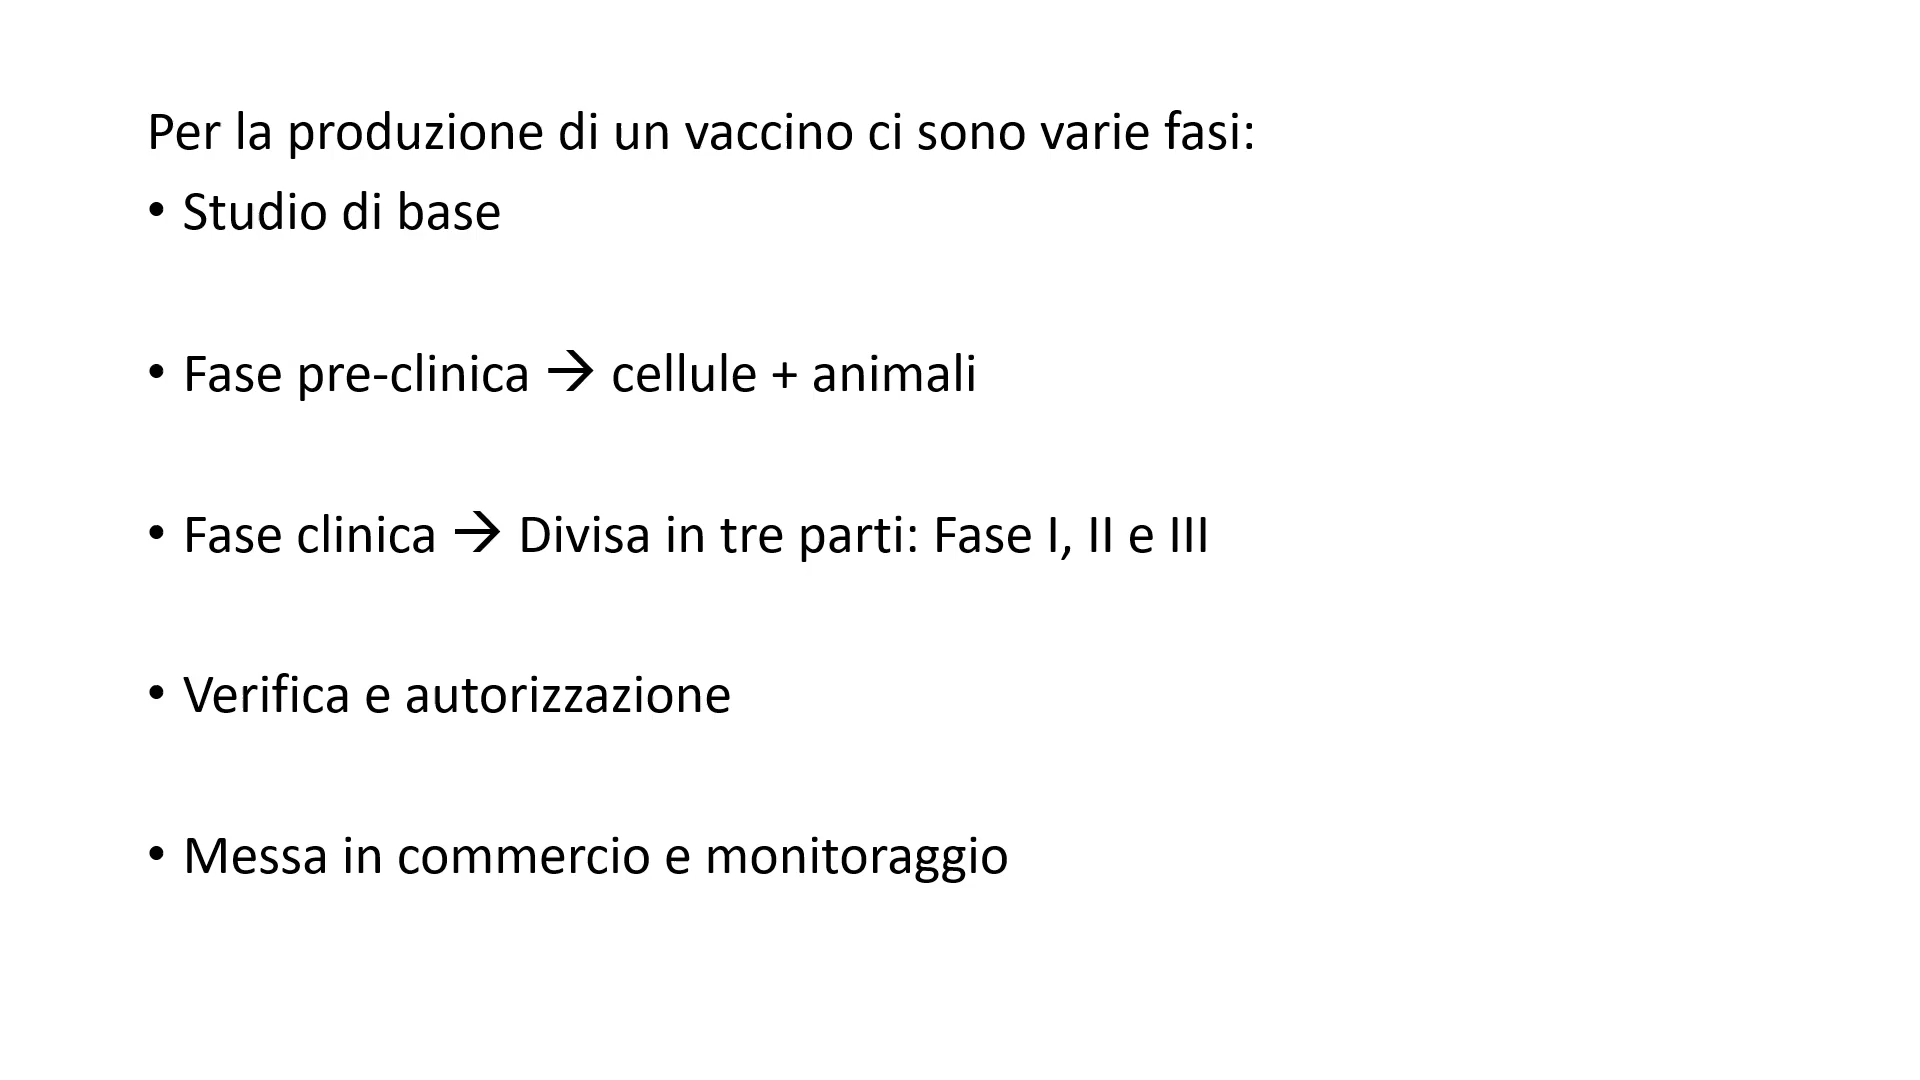 Per la produzione di un vaccino ci sono varie fasi:
• Studio di base
• Fase pre-clinica → cellule + animali
• Fase clinica → Divisa in tre parti: Fase I, II e III
• Verifica e autorizzazione
• Messa in commercio e monitoraggio